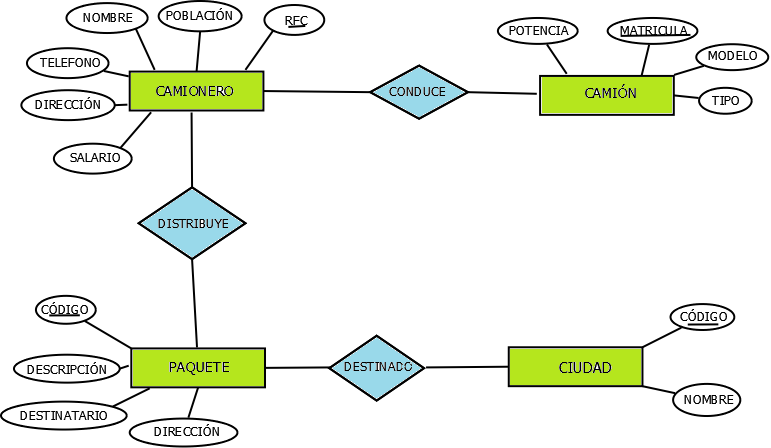 NOMBRE
POBLACIÓN
RFC
POTENCIA
MATRICULA
TELEFONO
MODELO
CAMIONERO
CONDUCE
CAMIÓN
DIRECCIÓN
TIPO
SALARIO
DISTRIBUYE
CÓDIGO
CÓDIGO
DESCRIPCIÓN
PAQUETE
DESTINADO
CIUDAD
DESTINATARIO
NOMBRE
DIRECCIÓN